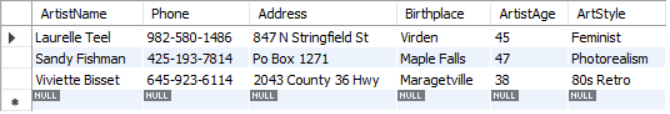 ArtistName Phone Address Birthplace ArtistAge ArtStyle
Laurelle Teel 982-580-1486 847 N Stringfield St Virden 45 Feminist
Sandy Fishman 425-193-7814 Po Box 1271 Maple Falls 47 Photorealism
Viviette Bisset 645-923-6114 2043 County 36 Hwy Maragetville 38 80s Retro
NULL NULL NULL NULL NULL NULL